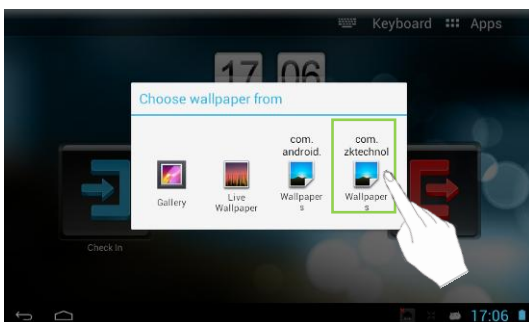 Keyboard Apps
17 06
Choose wallpaper from
com.
android.
com.
zktechnol
Gallery
Live
Wallpaper
Wallpaper
s
Wallpaper
s
Check In
17:06